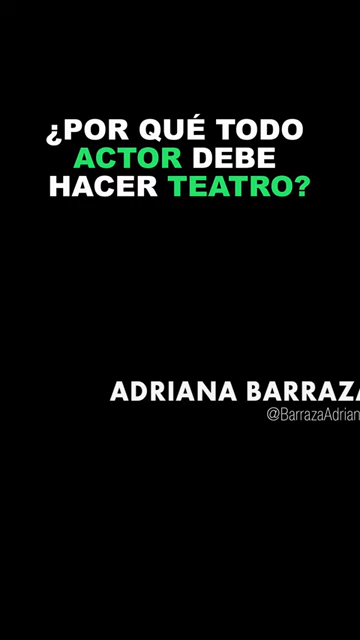 ¿POR QUÉ TODO
ACTOR DEBE
HACER TEATRO?
ADRIANA BARRAZA
@BarrazaAdrian